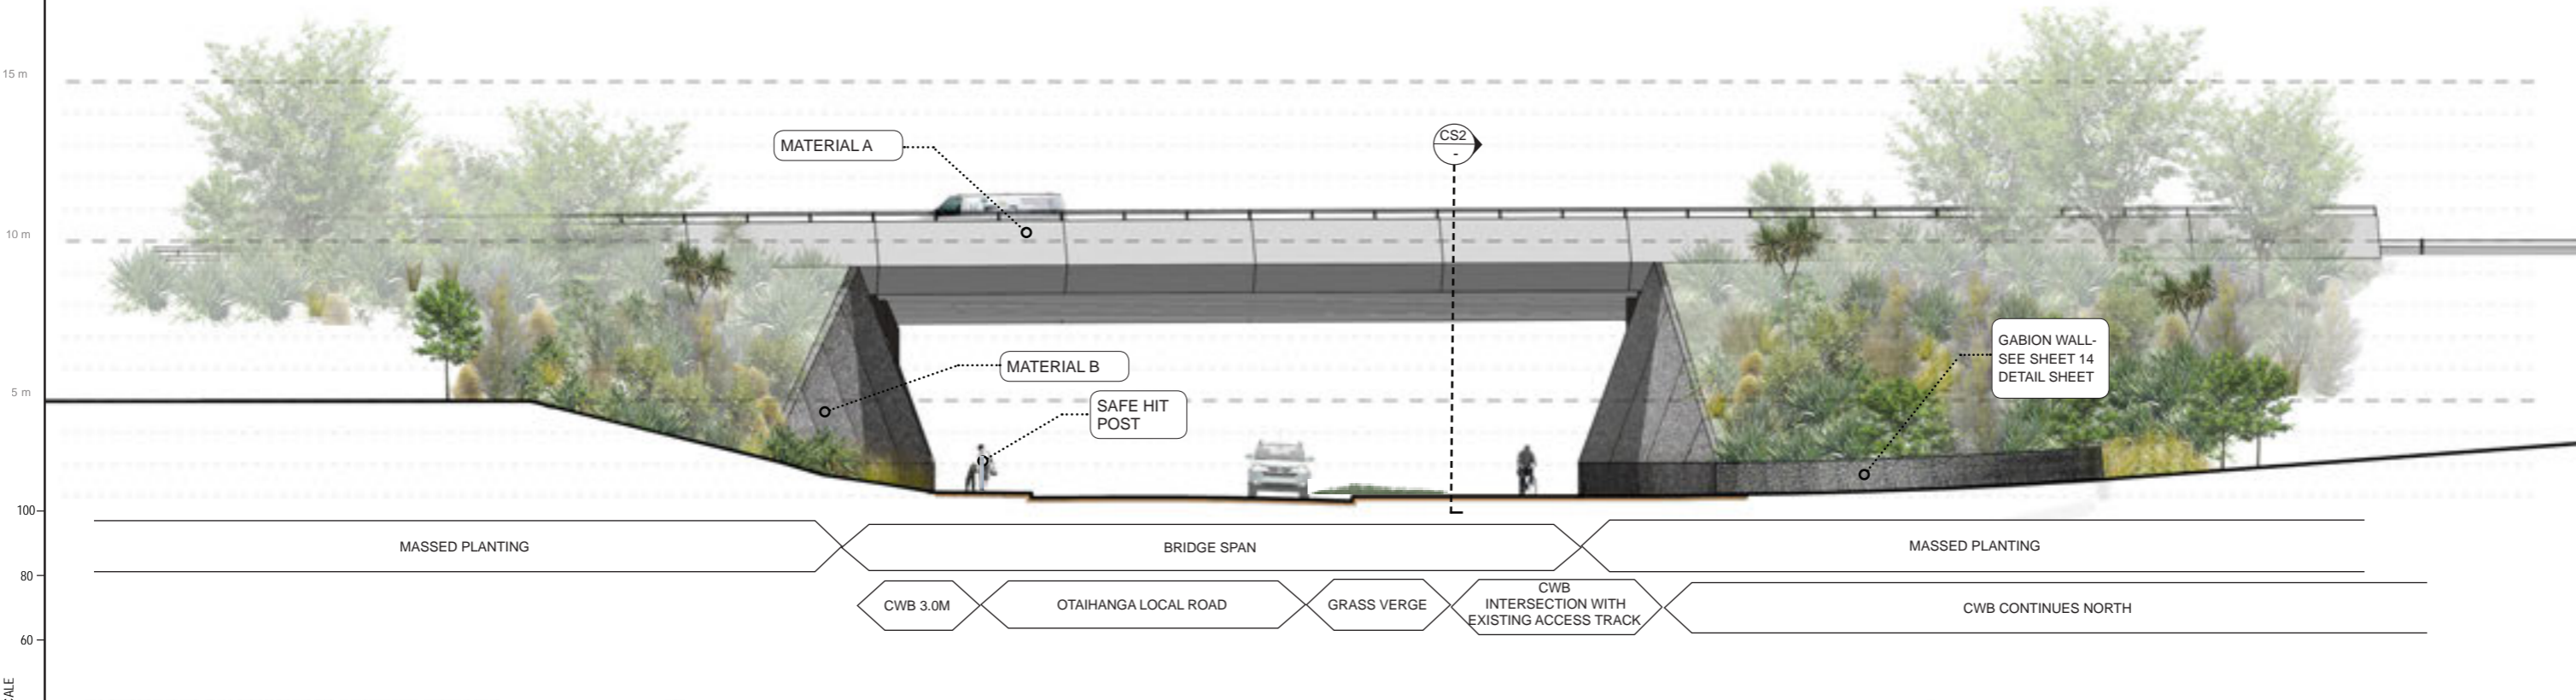 15 m
CS2
-
MATERIAL A
10 m
GABION WALL-
SEE SHEET 14
DETAIL SHEET
MATERIAL B
5 m
SAFE HIT
POST
100
MASSED PLANTING
BRIDGE SPAN
MASSED PLANTING
80
CWB 3.0M
OTAIHANGA LOCAL ROAD
GRASS VERGE
CWB
INTERSECTION WITH
EXISTING ACCESS TRACK
CWB CONTINUES NORTH
60